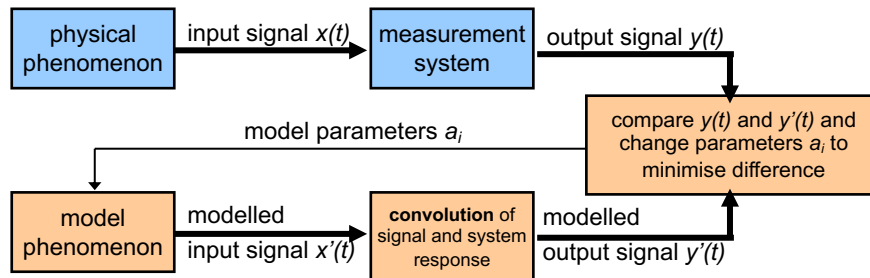 physical
phenomenon
input signal x(t)
measurement
system
output signal y(t)
compare y(t) and y'(t) and
change parameters aᵢ to
minimise difference
model parameters aᵢ
model
phenomenon
modelled
input signal x'(t)
convolution of
signal and system
response
modelled
output signal y'(t)